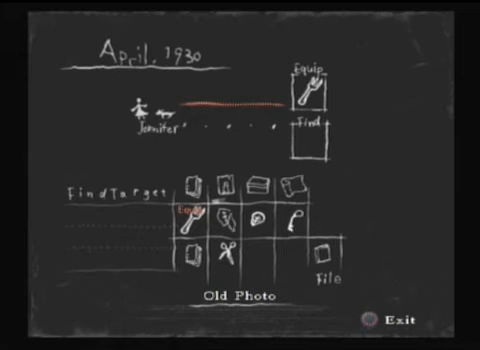 April, 1930
Equip
Jennifer
Find
FindTarget
Equip
File
Old Photo
Exit